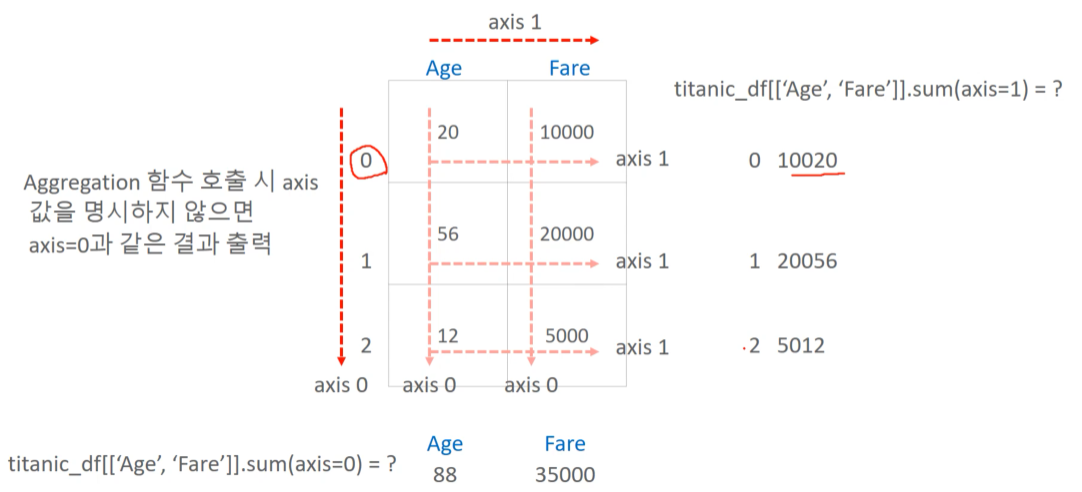 axis 1
Age Fare
titanic_df[['Age', 'Fare']].sum(axis=1) = ?
20 10000
0 axis 1 0 10020
Aggregation 함수 호출 시 axis
값을 명시하지 않으면
axis=0과 같은 결과 출력
56 20000
1 axis 1 1 20056
12 5000
2 axis 1 2 5012
axis 0 axis 0 axis 0
Age Fare
titanic_df[['Age', 'Fare']].sum(axis=0) = ?
88 35000